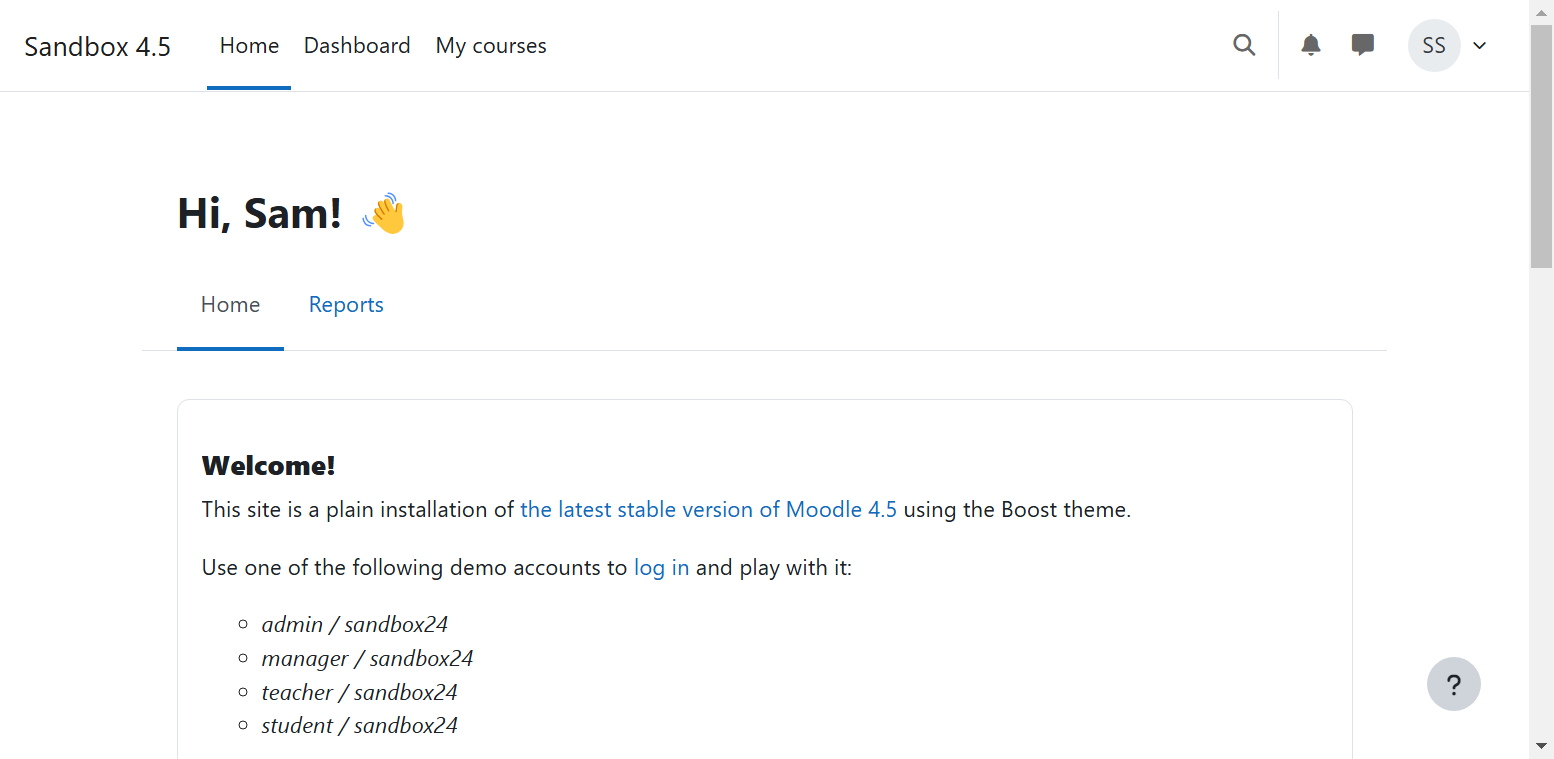 Sandbox 4.5 Home Dashboard My courses SS
Hi, Sam! 👋
Home Reports
Welcome!
This site is a plain installation of the latest stable version of Moodle 4.5 using the Boost theme.
Use one of the following demo accounts to log in and play with it:
admin / sandbox24
manager / sandbox24
teacher / sandbox24
student / sandbox24
?